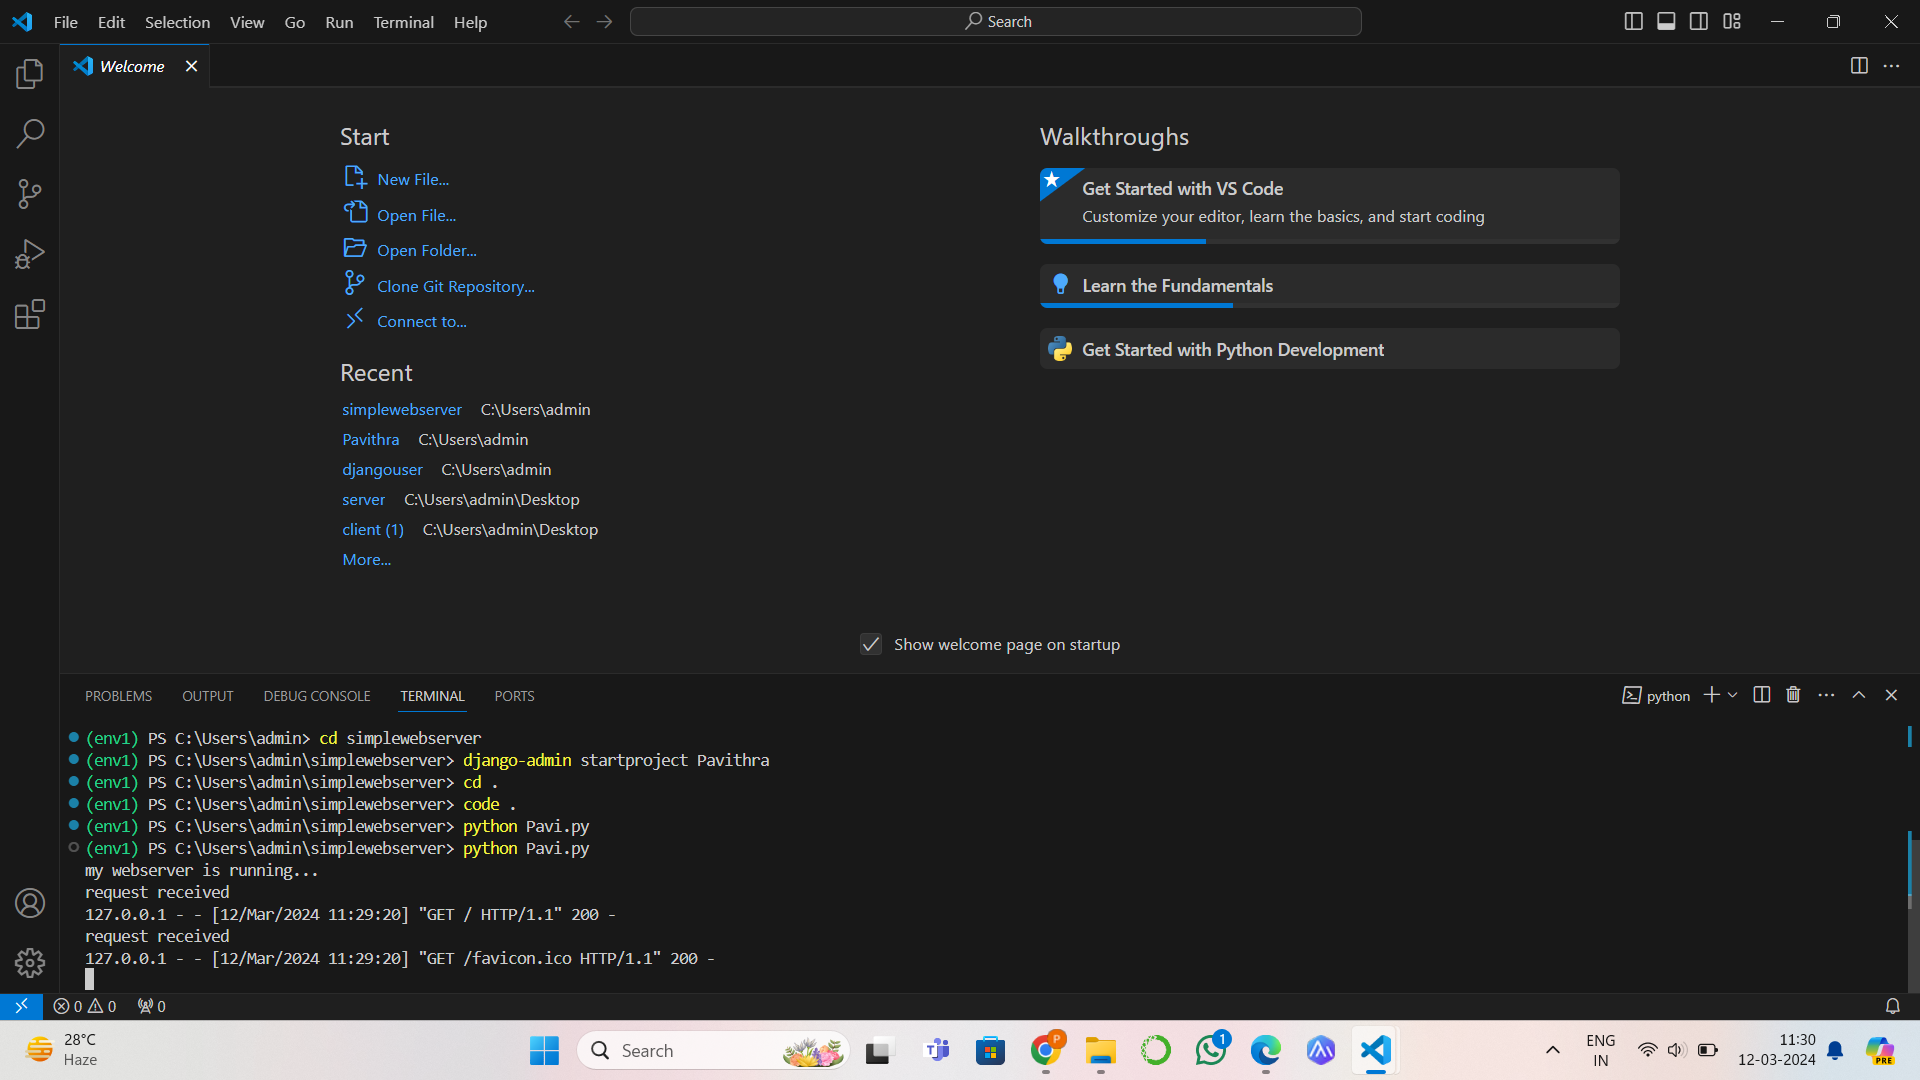 File Edit Selection View Go Run Terminal Help
Search
Welcome
Start
New File...
Open File...
Open Folder...
Clone Git Repository...
Connect to...
Recent
simplewebserver C:\Users\admin
Pavithra C:\Users\admin
djangouser C:\Users\admin
server C:\Users\admin\Desktop
client (1) C:\Users\admin\Desktop
More...
Walkthroughs
Get Started with VS Code
Customize your editor, learn the basics, and start coding
Learn the Fundamentals
Get Started with Python Development
Show welcome page on startup
PROBLEMS OUTPUT DEBUG CONSOLE TERMINAL PORTS
python
(env1) PS C:\Users\admin> cd simplewebserver
(env1) PS C:\Users\admin\simplewebserver> django-admin startproject Pavithra
(env1) PS C:\Users\admin\simplewebserver> cd .
(env1) PS C:\Users\admin\simplewebserver> code .
(env1) PS C:\Users\admin\simplewebserver> python Pavi.py
(env1) PS C:\Users\admin\simplewebserver> python Pavi.py
my webserver is running...
request received
127.0.0.1 - - [12/Mar/2024 11:29:20] "GET / HTTP/1.1" 200 -
request received
127.0.0.1 - - [12/Mar/2024 11:29:20] "GET /favicon.ico HTTP/1.1" 200 -
0 0 0
28°C
Haze
Search
P
1
ENG
IN
11:30
12-03-2024
PRE